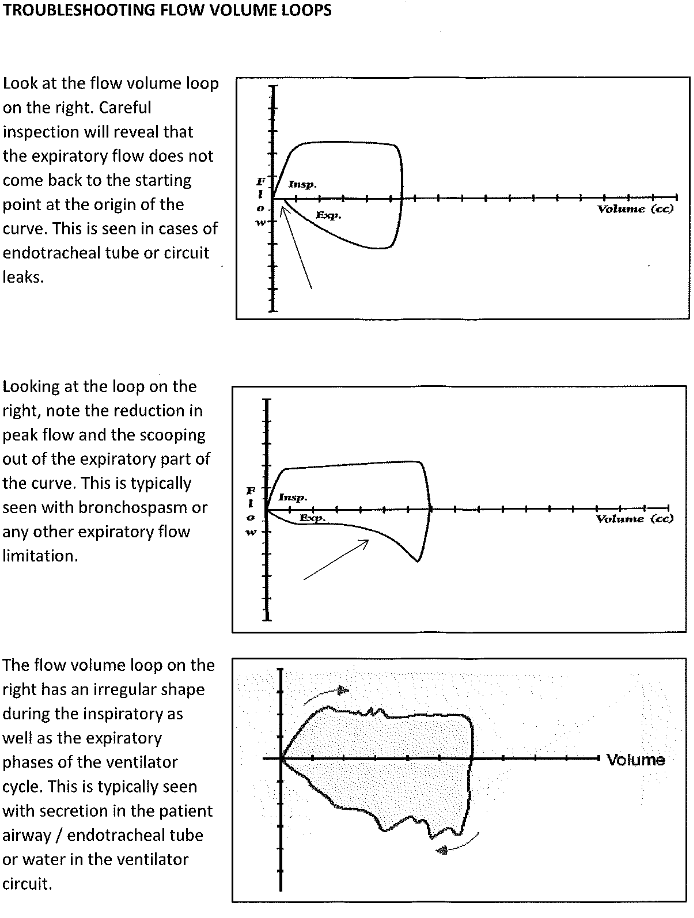 TROUBLESHOOTING FLOW VOLUME LOOPS
Look at the flow volume loop
on the right. Careful
inspection will reveal that
the expiratory flow does not
come back to the starting
point at the origin of the
curve. This is seen in cases of
endotracheal tube or circuit
leaks.
Flow
Insp.
Exp.
Volume (cc)
Looking at the loop on the
right, note the reduction in
peak flow and the scooping
out of the expiratory part of
the curve. This is typically
seen with bronchospasm or
any other expiratory flow
limitation.
Flow
Insp.
Exp.
Volume (cc)
The flow volume loop on the
right has an irregular shape
during the inspiratory as
well as the expiratory
phases of the ventilator
cycle. This is typically seen
with secretion in the patient
airway / endotracheal tube
or water in the ventilator
circuit.
Volume